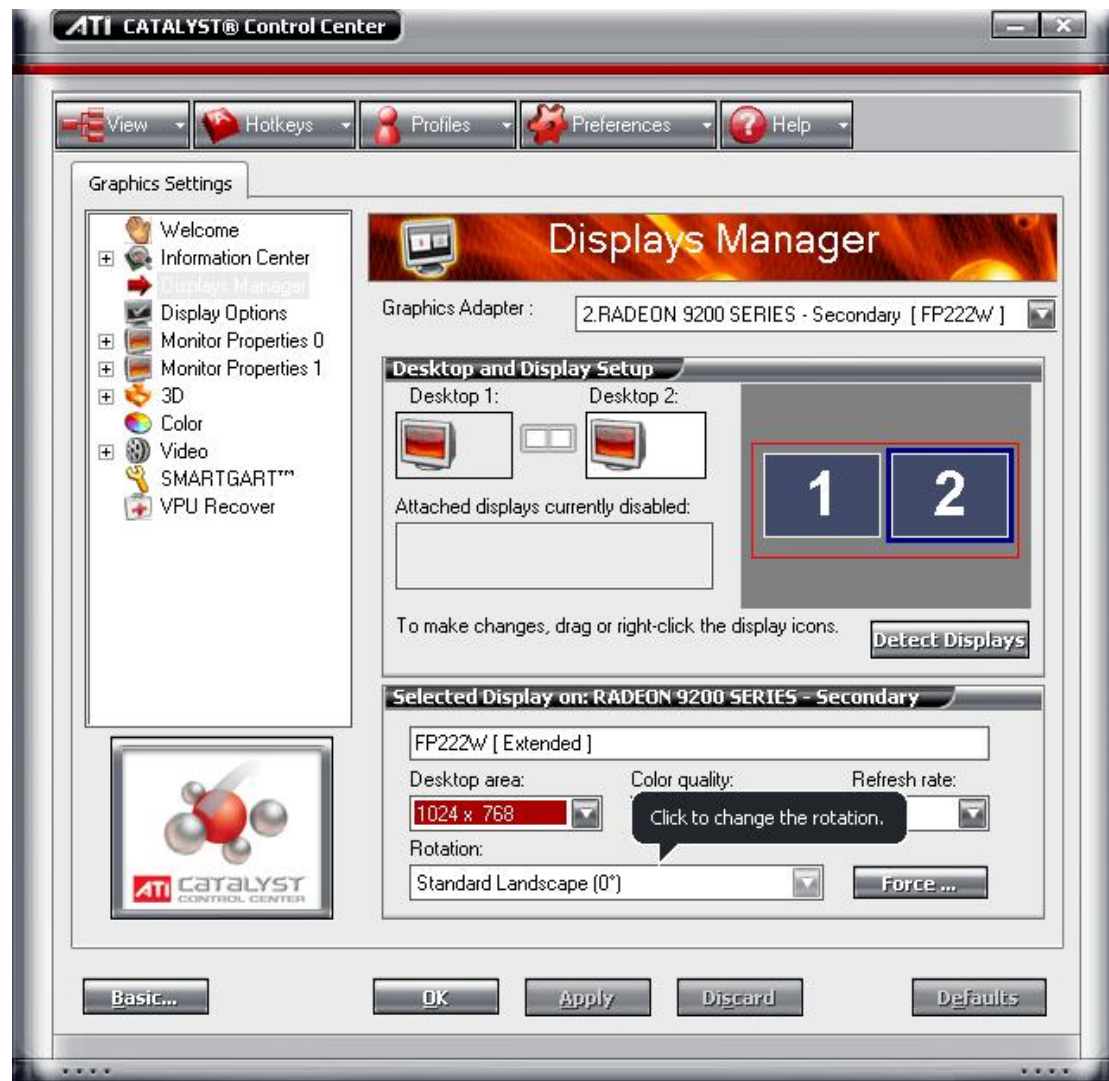 ATI CATALYST® Control Center
View
Hotkeys
Profiles
Preferences
Help
Graphics Settings
Welcome
Information Center
Displays Manager
Display Options
Monitor Properties 0
Monitor Properties 1
3D
Color
Video
SMARTGART™
VPU Recover
ATI CATALYST
CONTROL CENTER
Displays Manager
Graphics Adapter : 2.RADEON 9200 SERIES - Secondary [ FP222W ]
Desktop and Display Setup
Desktop 1: Desktop 2:
1 2
Attached displays currently disabled:
To make changes, drag or right-click the display icons.
Detect Displays
Selected Display on: RADEON 9200 SERIES - Secondary
FP222W [ Extended ]
Desktop area: Color quality: Refresh rate:
1024 x 768
Click to change the rotation.
Rotation:
Standard Landscape (0°)
Force ...
Basic... OK Apply Discard Defaults